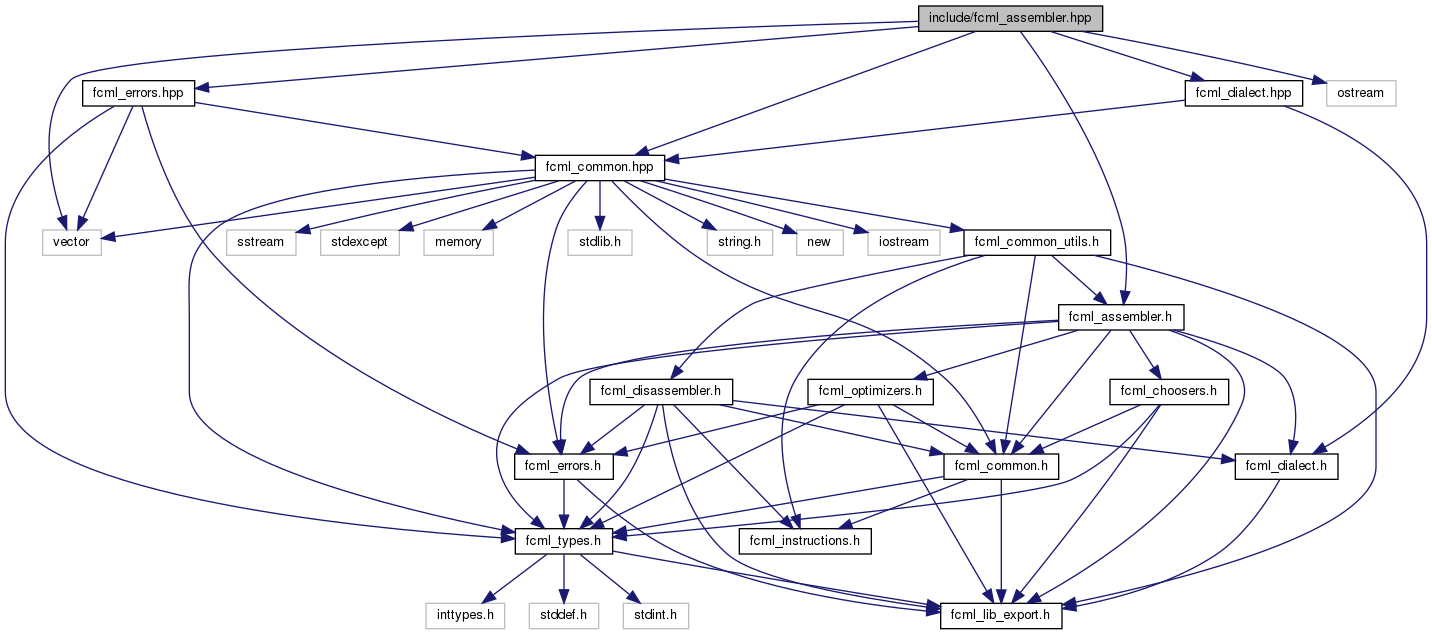 include/fcml_assembler.hpp
fcml_errors.hpp
fcml_dialect.hpp
ostream
fcml_common.hpp
vector
sstream
stdexcept
memory
stdlib.h
string.h
new
iostream
fcml_common_utils.h
fcml_assembler.h
fcml_disassembler.h
fcml_optimizers.h
fcml_choosers.h
fcml_errors.h
fcml_common.h
fcml_dialect.h
fcml_types.h
fcml_instructions.h
inttypes.h
stddef.h
stdint.h
fcml_lib_export.h